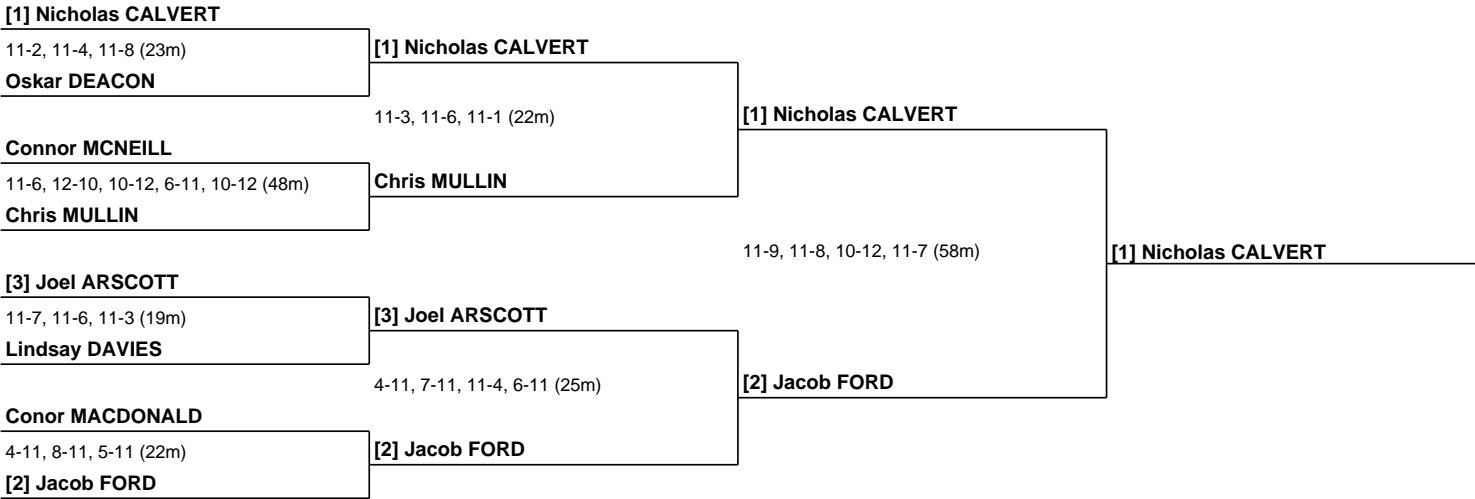 [1] Nicholas CALVERT
11-2, 11-4, 11-8 (23m)
Oskar DEACON
Connor MCNEILL
11-6, 12-10, 10-12, 6-11, 10-12 (48m)
Chris MULLIN
[3] Joel ARSCOTT
11-7, 11-6, 11-3 (19m)
Lindsay DAVIES
Conor MACDONALD
4-11, 8-11, 5-11 (22m)
[2] Jacob FORD
[1] Nicholas CALVERT
11-3, 11-6, 11-1 (22m)
Chris MULLIN
[3] Joel ARSCOTT
4-11, 7-11, 11-4, 6-11 (25m)
[2] Jacob FORD
[1] Nicholas CALVERT
11-9, 11-8, 10-12, 11-7 (58m)
[2] Jacob FORD
[1] Nicholas CALVERT